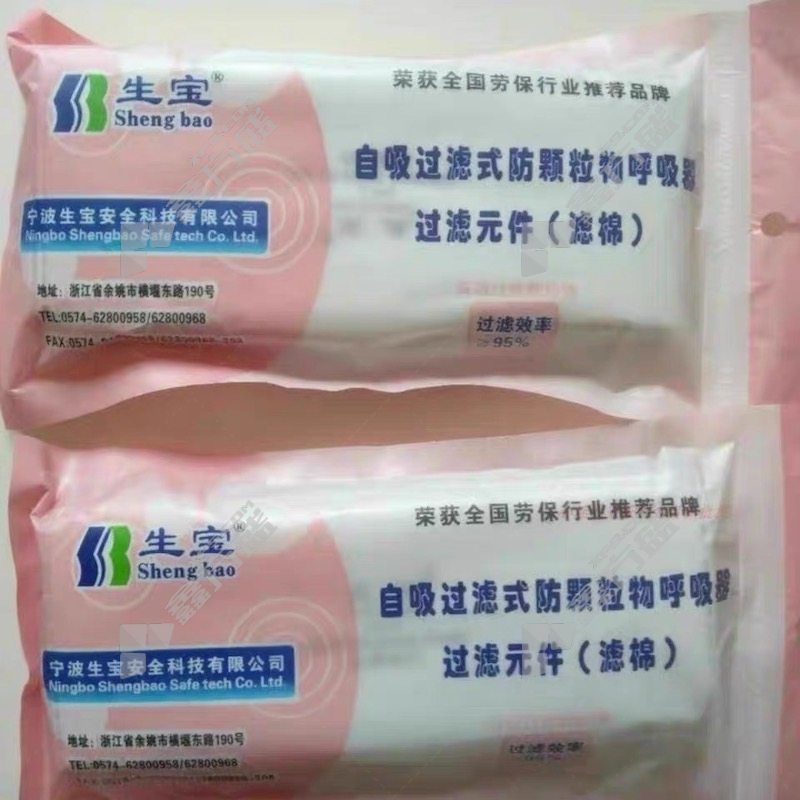 生宝®
Sheng bao
荣获全国劳保行业推荐品牌
自吸过滤式防颗粒物呼吸器
过滤元件（滤棉）
宁波生宝安全科技有限公司
Ningbo Shengbao Safe tech Co. Ltd.
地址：浙江省余姚市横堰东路190号
TEL:0574-62800958/62800968
过滤效率
≥95%
生宝®
Sheng bao
荣获全国劳保行业推荐品牌
自吸过滤式防颗粒物呼吸器
过滤元件（滤棉）
宁波生宝安全科技有限公司
Ningbo Shengbao Safe tech Co. Ltd.
地址：浙江省余姚市横堰东路190号
TEL:0574-62800958/62800968
过滤效率